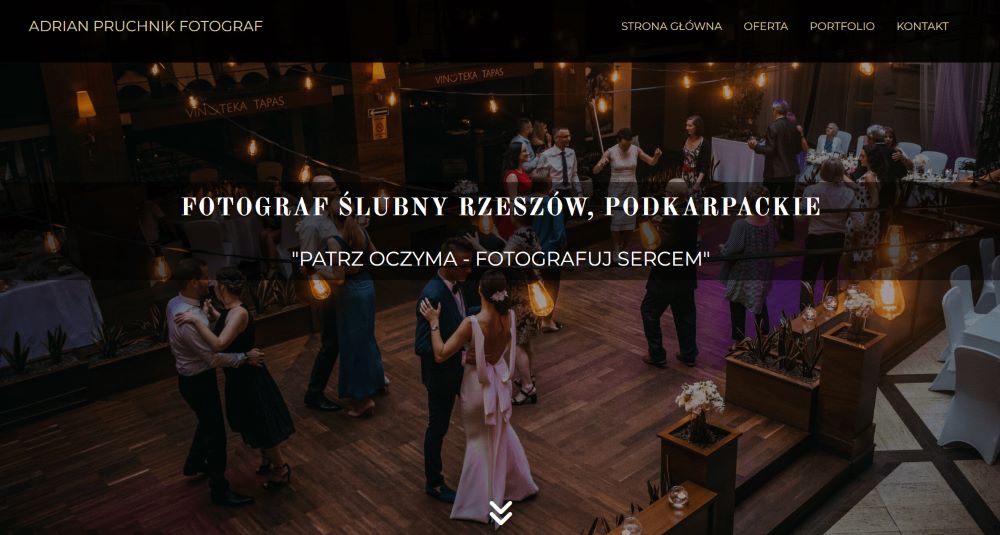 ADRIAN PRUCHNIK FOTOGRAF
STRONA GŁÓWNA OFERTA PORTFOLIO KONTAKT
VINOTEKA TAPAS
VINOTEKA TAPAS
FOTOGRAF ŚLUBNY RZESZÓW, PODKARPACKIE
"PATRZ OCZYMA - FOTOGRAFUJ SERCEM"